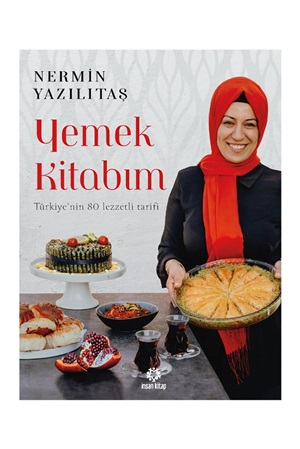 NERMİN
YAZILITAŞ
Yemek
Kitabım
Türkiye'nin 80 lezzetli tarifi
insan kitap